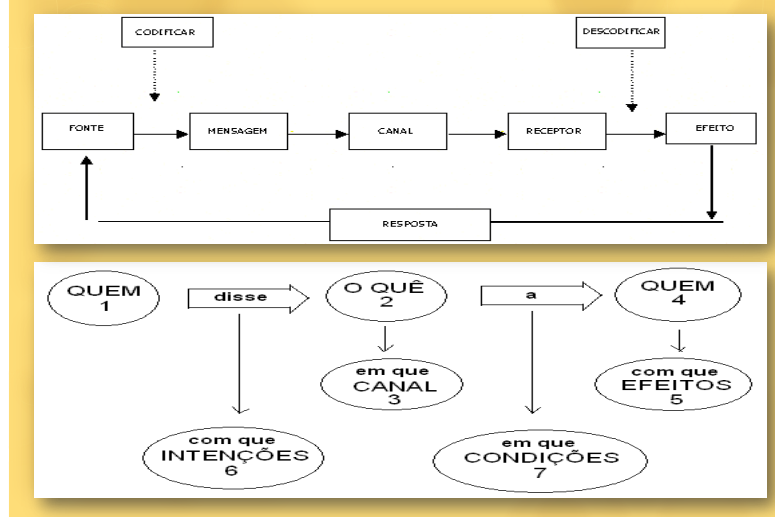 CODIFICAR
DESCODIFICAR
FONTE
MENSAGEM
CANAL
RECEPTOR
EFEITO
RESPOSTA
QUEM
1
disse
O QUÊ
2
a
QUEM
4
em que
CANAL
3
com que
EFEITOS
5
com que
INTENÇÕES
6
em que
CONDIÇÕES
7